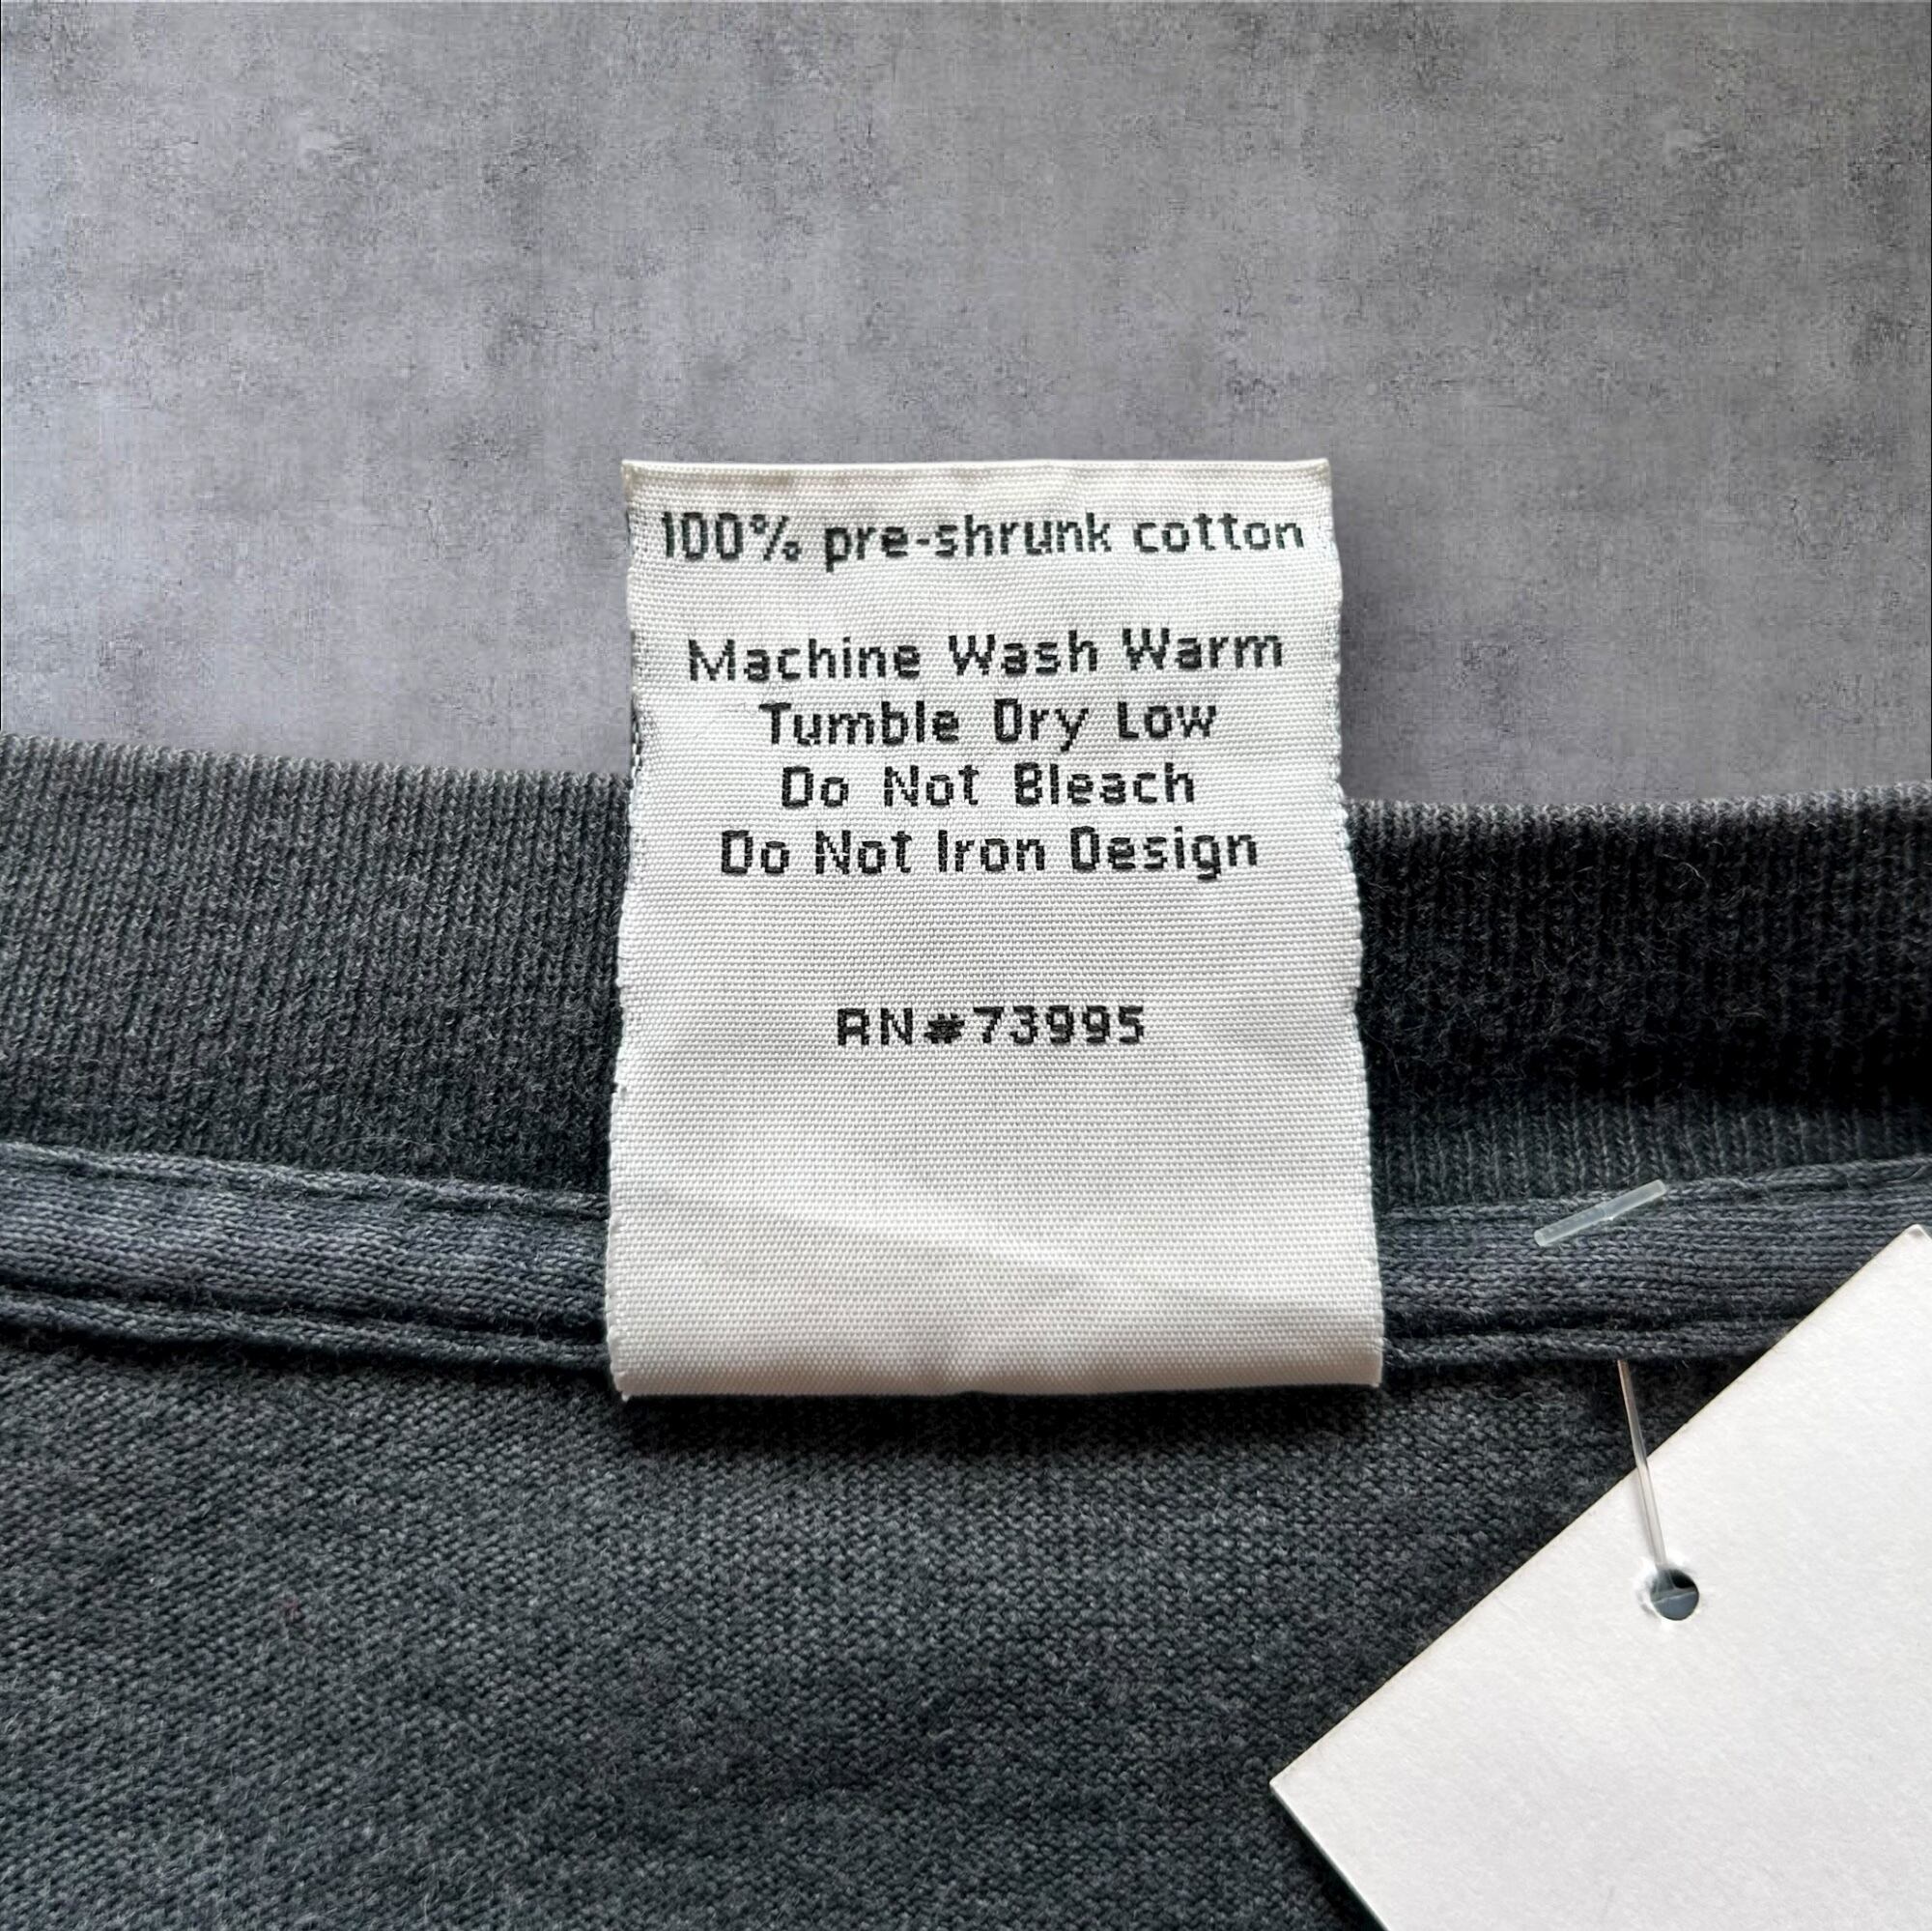 100% pre-shrunk cotton
Machine Wash Warm
Tumble Dry Low
Do Not Bleach
Do Not Iron Design
RN#73995